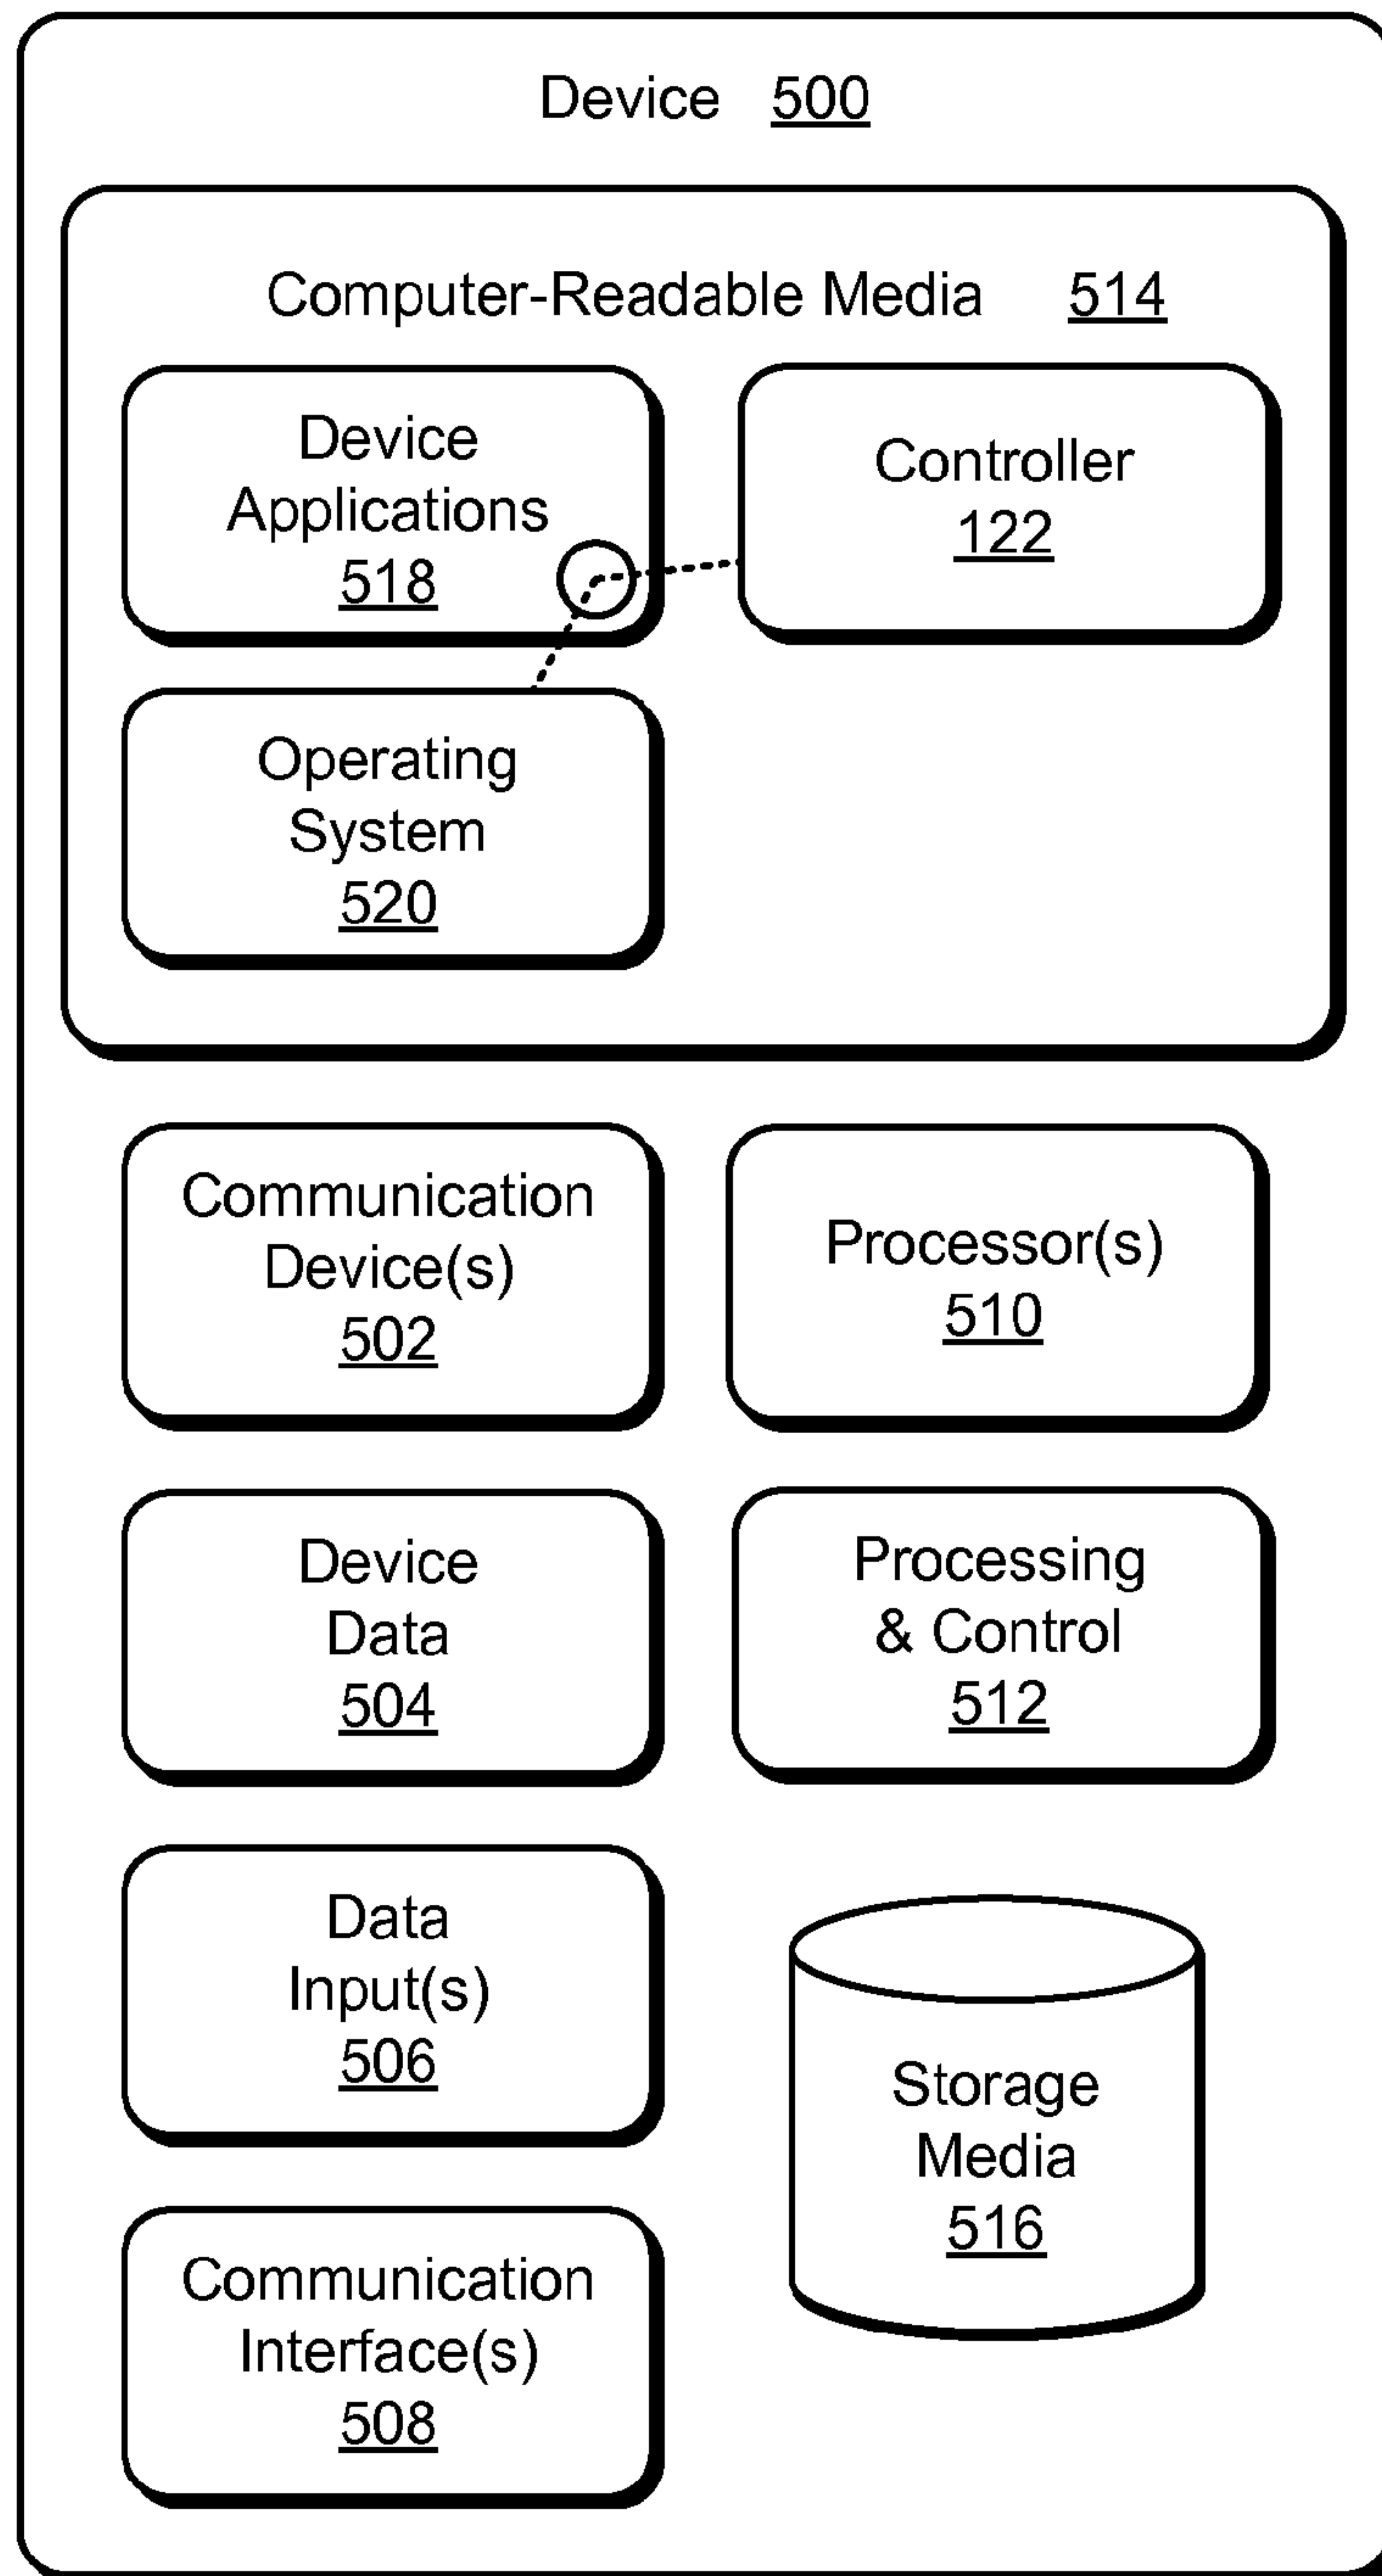 Device 500
Computer-Readable Media 514
Device
Applications
518
Controller
122
Operating
System
520
Communication
Device(s)
502
Processor(s)
510
Device
Data
504
Processing
& Control
512
Data
Input(s)
506
Storage
Media
516
Communication
Interface(s)
508